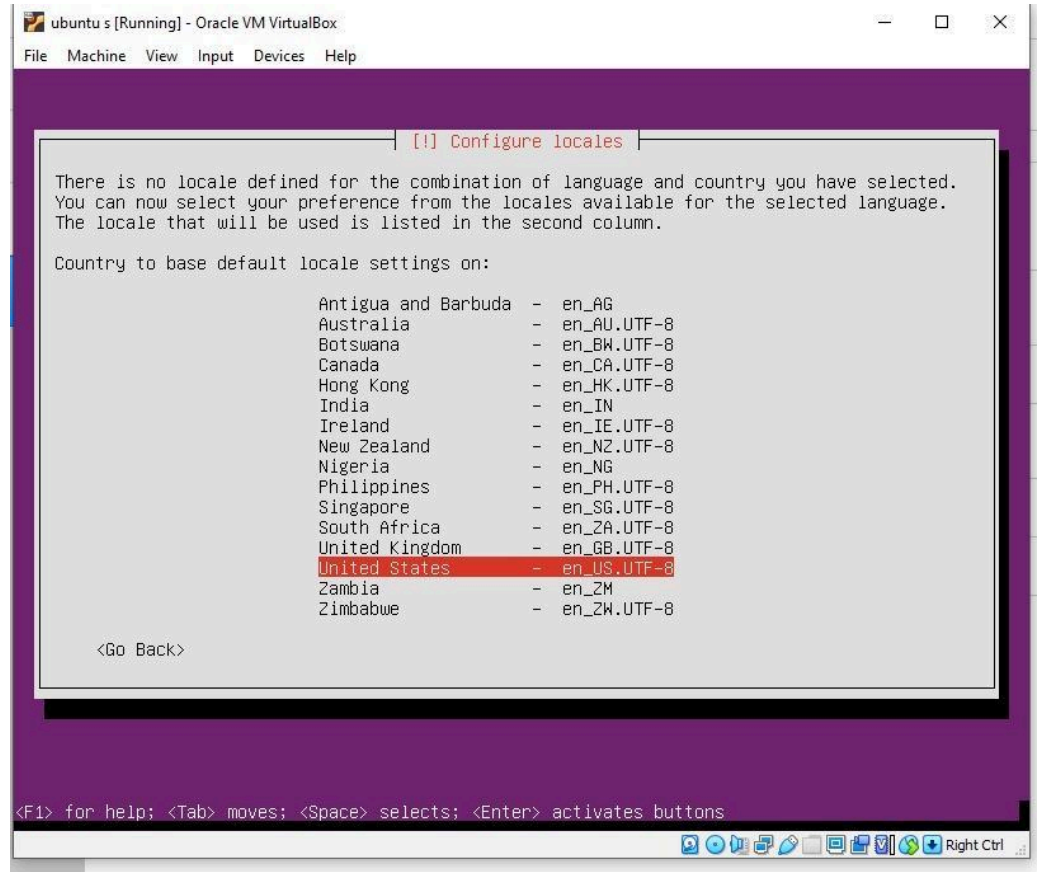 ubuntu s [Running] - Oracle VM VirtualBox
File Machine View Input Devices Help
[!] Configure locales
There is no locale defined for the combination of language and country you have selected.
You can now select your preference from the locales available for the selected language.
The locale that will be used is listed in the second column.
Country to base default locale settings on:
Antigua and Barbuda - en_AG
Australia - en_AU.UTF-8
Botswana - en_BW.UTF-8
Canada - en_CA.UTF-8
Hong Kong - en_HK.UTF-8
India - en_IN
Ireland - en_IE.UTF-8
New Zealand - en_NZ.UTF-8
Nigeria - en_NG
Philippines - en_PH.UTF-8
Singapore - en_SG.UTF-8
South Africa - en_ZA.UTF-8
United Kingdom - en_GB.UTF-8
United States - en_US.UTF-8
Zambia - en_ZM
Zimbabwe - en_ZW.UTF-8
<Go Back>
<F1> for help; <Tab> moves; <Space> selects; <Enter> activates buttons
Right Ctrl